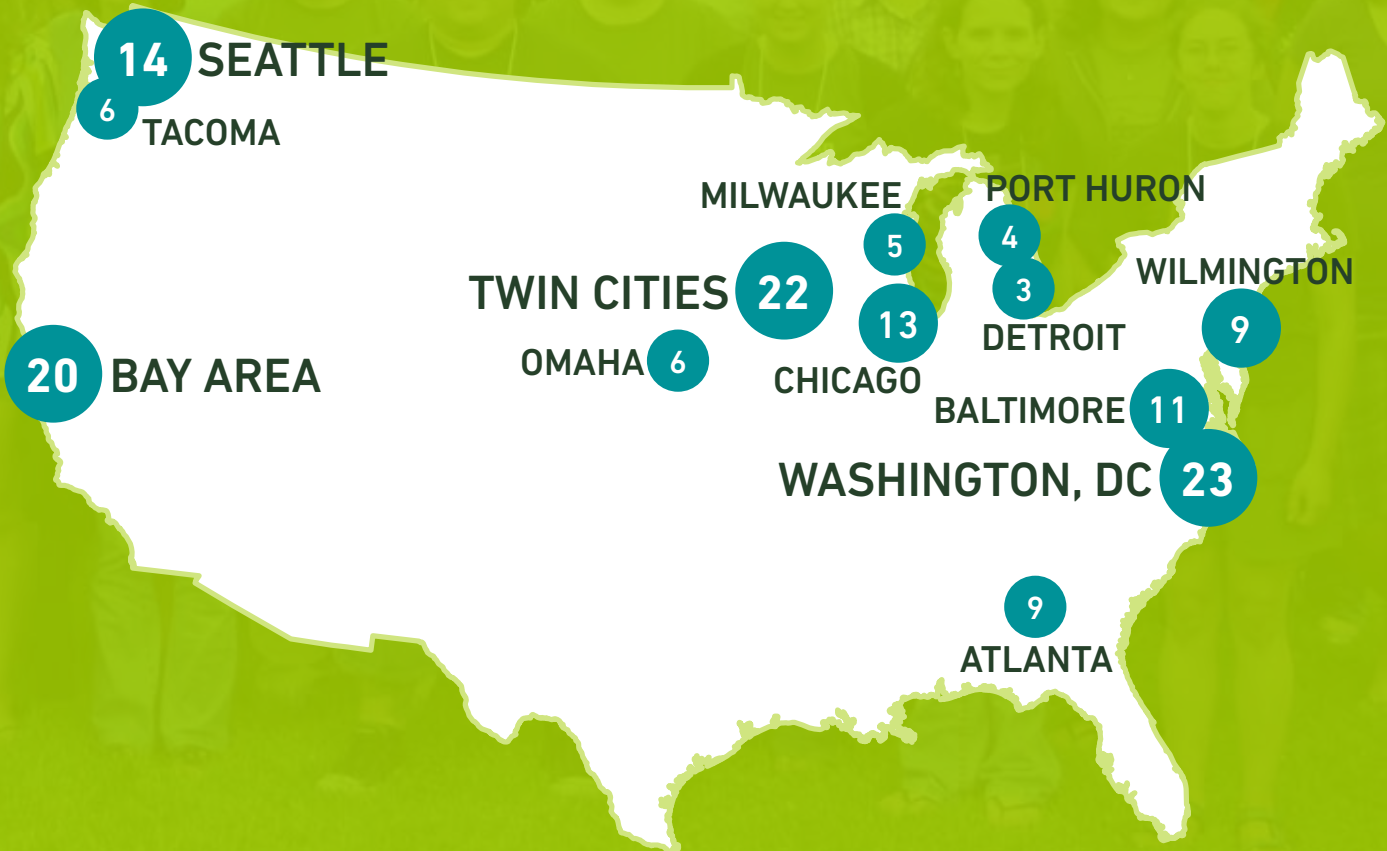 14 SEATTLE
6
TACOMA
MILWAUKEE
5
PORT HURON
4
TWIN CITIES 22
13
CHICAGO
3
DETROIT
WILMINGTON
9
OMAHA 6
20 BAY AREA
BALTIMORE 11
WASHINGTON, DC 23
9
ATLANTA